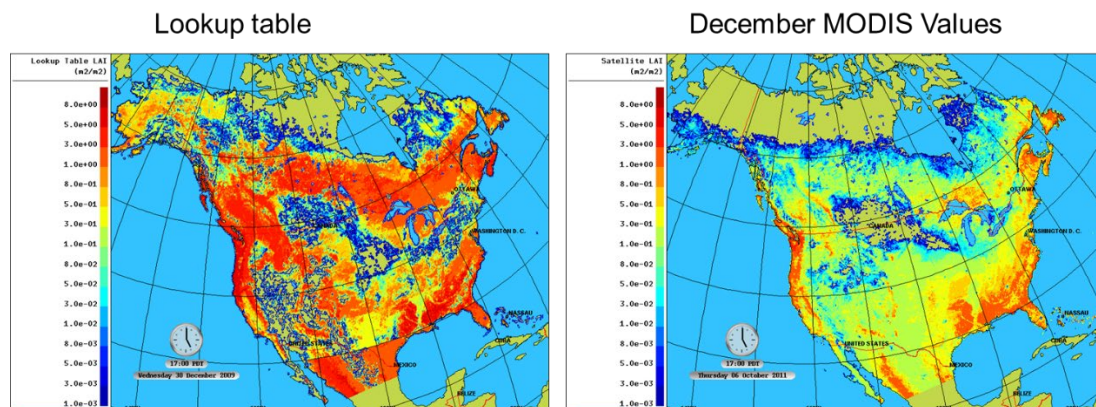 Lookup table
December MODIS Values
Lookup Table LAI
(m2/m2)
8.0e+00
5.0e+00
3.0e+00
1.0e+00
8.0e-01
5.0e-01
3.0e-01
1.0e-01
8.0e-02
5.0e-02
3.0e-02
1.0e-02
8.0e-03
5.0e-03
3.0e-03
1.0e-03
OTTAWA
CANADA
WASHINGTON D.C.
NASSAU
CUBA
UNITED STATES
MEXICO
BELIZE
17:00 PDT
Wednesday 30 December 2009
Satellite LAI
(m2/m2)
8.0e+00
5.0e+00
3.0e+00
1.0e+00
8.0e-01
5.0e-01
3.0e-01
1.0e-01
8.0e-02
5.0e-02
3.0e-02
1.0e-02
8.0e-03
5.0e-03
3.0e-03
1.0e-03
OTTAWA
CANADA
WASHINGTON D.C.
NASSAU
CUBA
UNITED STATES
MEXICO
BELIZE
17:00 PDT
Thursday 06 October 2011